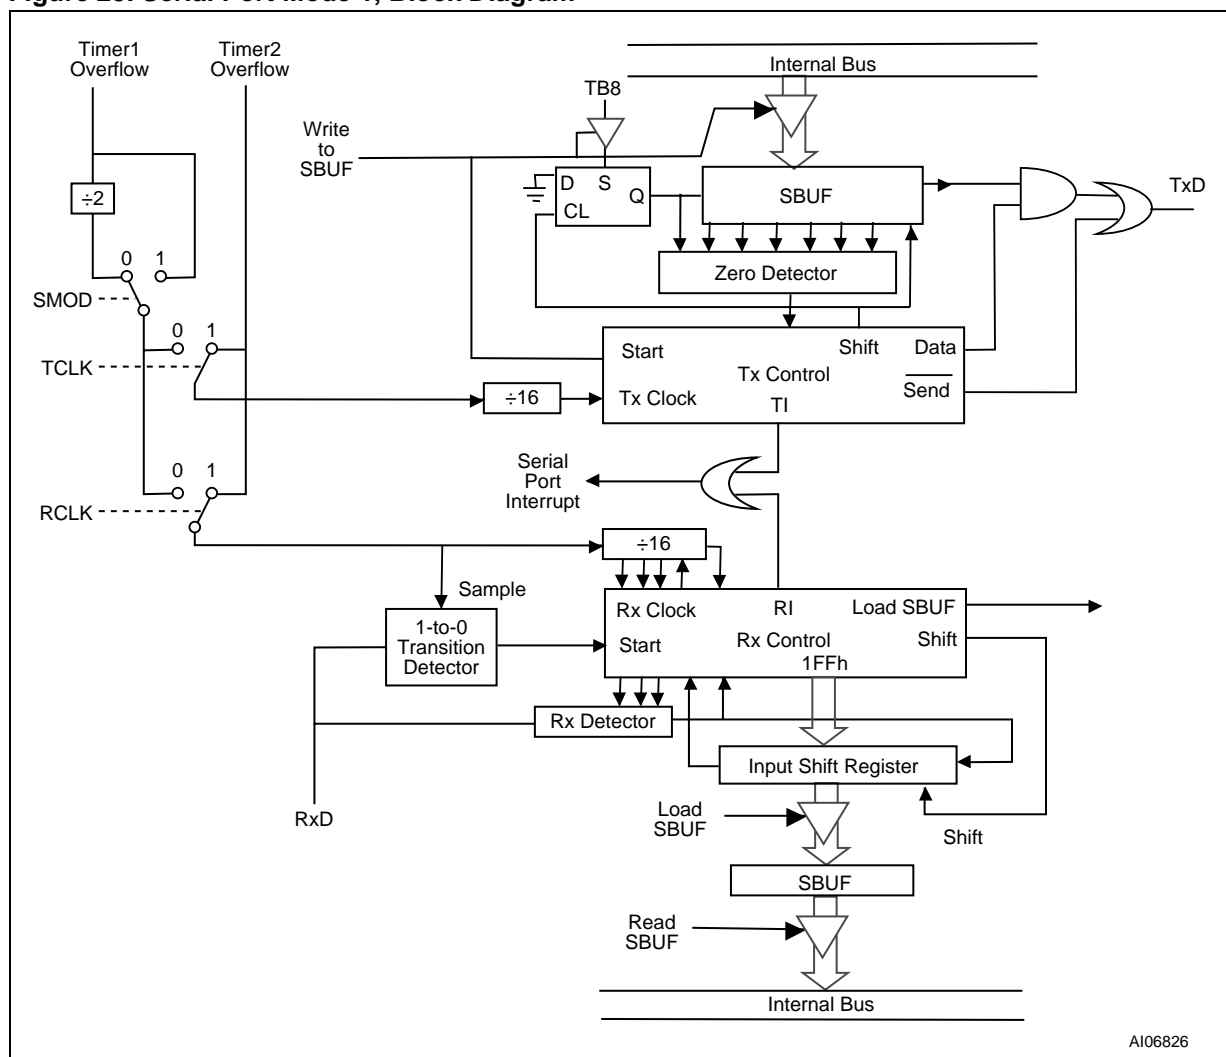 Timer1
Overflow
Timer2
Overflow
Internal Bus
TB8
Write
to
SBUF
D
S
Q
CL
SBUF
TxD
÷2
Zero Detector
0 1
SMOD
0 1
TCLK
Start
Shift
Data
Tx Control
Send
÷16
Tx Clock
TI
Serial
Port
Interrupt
0 1
RCLK
÷16
Sample
Rx Clock
RI
Load SBUF
1-to-0
Transition
Detector
Start
Rx Control
Shift
1FFh
Rx Detector
Input Shift Register
RxD
Load
SBUF
Shift
SBUF
Read
SBUF
Internal Bus
AI06826